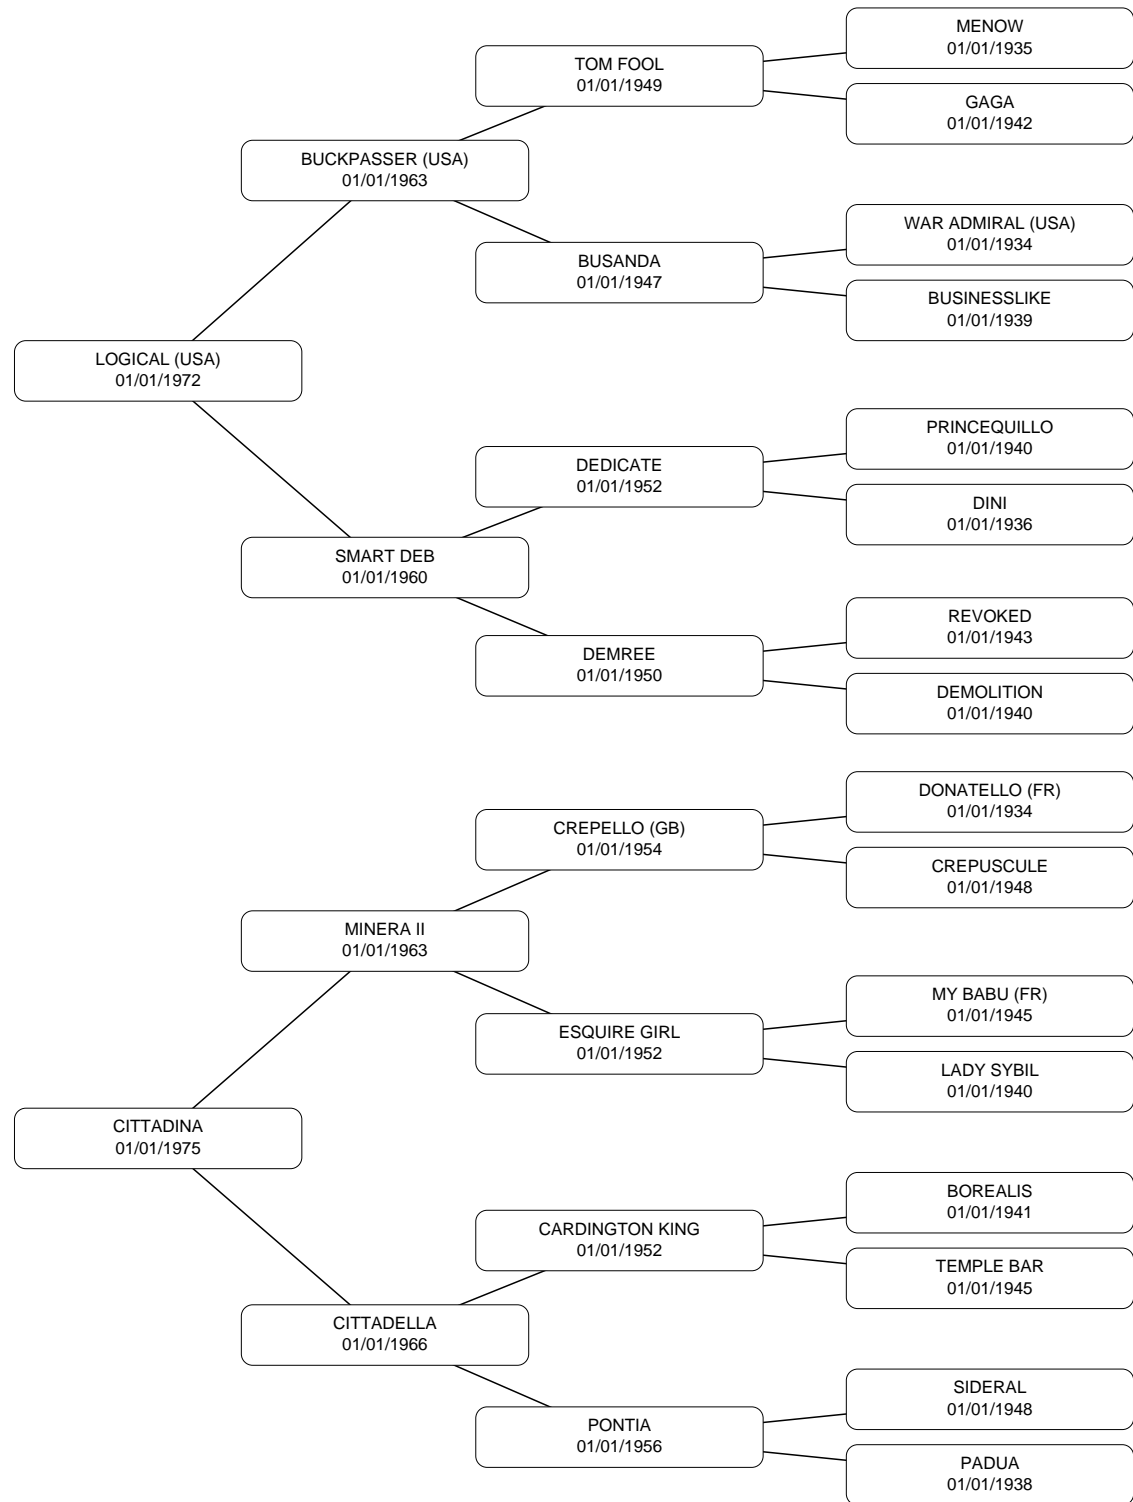 MENOW
01/01/1935
TOM FOOL
01/01/1949
GAGA
01/01/1942
BUCKPASSER (USA)
01/01/1963
WAR ADMIRAL (USA)
01/01/1934
BUSANDA
01/01/1947
BUSINESSLIKE
01/01/1939
LOGICAL (USA)
01/01/1972
PRINCEQUILLO
01/01/1940
DEDICATE
01/01/1952
DINI
01/01/1936
SMART DEB
01/01/1960
REVOKED
01/01/1943
DEMREE
01/01/1950
DEMOLITION
01/01/1940
DONATELLO (FR)
01/01/1934
CREPELLO (GB)
01/01/1954
CREPUSCULE
01/01/1948
MINERA II
01/01/1963
MY BABU (FR)
01/01/1945
ESQUIRE GIRL
01/01/1952
LADY SYBIL
01/01/1940
CITTADINA
01/01/1975
BOREALIS
01/01/1941
CARDINGTON KING
01/01/1952
TEMPLE BAR
01/01/1945
CITTADELLA
01/01/1966
SIDERAL
01/01/1948
PONTIA
01/01/1956
PADUA
01/01/1938